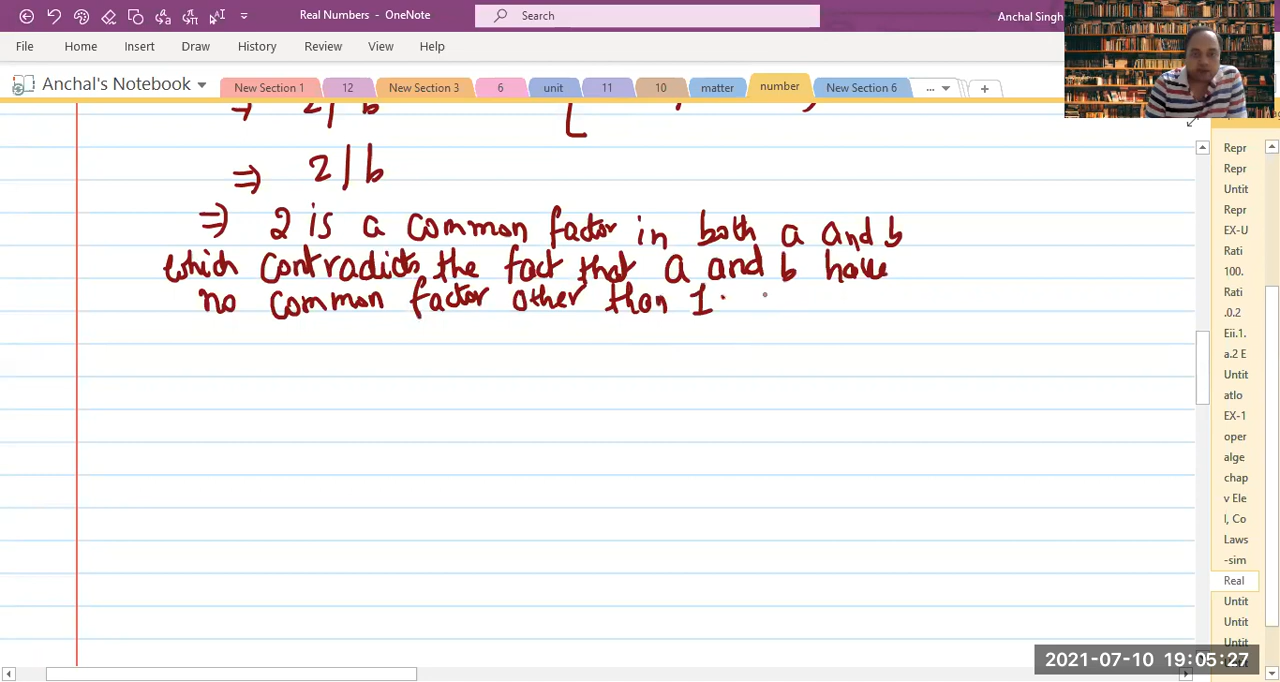 Real Numbers - OneNote
Search
Anchal Singh
File Home Insert Draw History Review View Help
Anchal's Notebook
New Section 1 12 New Section 3 6 unit 11 10 matter number New Section 6 ... +
⇒ 2 | b
⇒ 2 is a common factor in both a and b
which contradicts the fact that a and b have
no common factor other than 1.
Repr
Repr
Untit
Repr
EX-U
Rati
100.
Rati
.0.2
Eii.1.
a.2 E
Untit
atlo
EX-1
oper
alge
chap
v Ele
l, Co
Laws
-sim
Real
Untit
Untit
Untit
2021-07-10 19:05:27